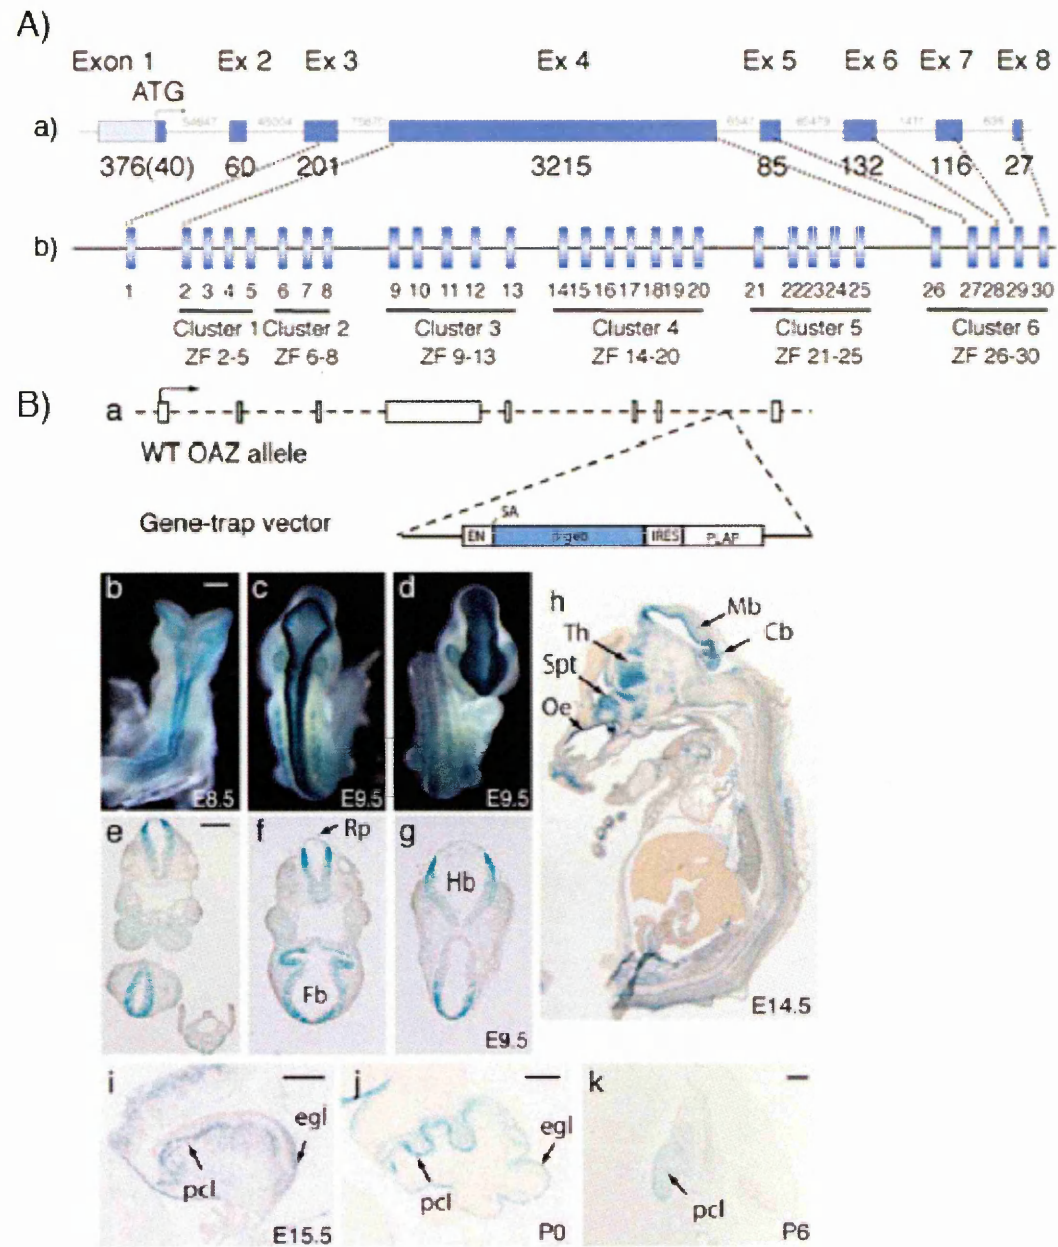 A)
Exon 1 Ex 2 Ex 3 Ex 4 Ex 5 Ex 6 Ex 7 Ex 8
ATG
a)
376(40) 60 201 3215 85 132 116 27
b)
1 2 3 4 5 6 7 8 9 10 11 12 13 14 15 16 17 18 19 20 21 22 23 24 25 26 27 28 29 30
Cluster 1 Cluster 2 Cluster 3 Cluster 4 Cluster 5 Cluster 6
ZF 2-5 ZF 6-8 ZF 9-13 ZF 14-20 ZF 21-25 ZF 26-30
B)
a
WT OAZ allele
Gene-trap vector
SA
EN IRES PLAP
b c d
E8.5 E9.5 E9.5
e f g
Rp
Hb
Fb
E9.5
h
Mb
Th Cb
Spt
Oe
E14.5
i j k
egl egl
pcl pcl pcl
E15.5 P0 P6